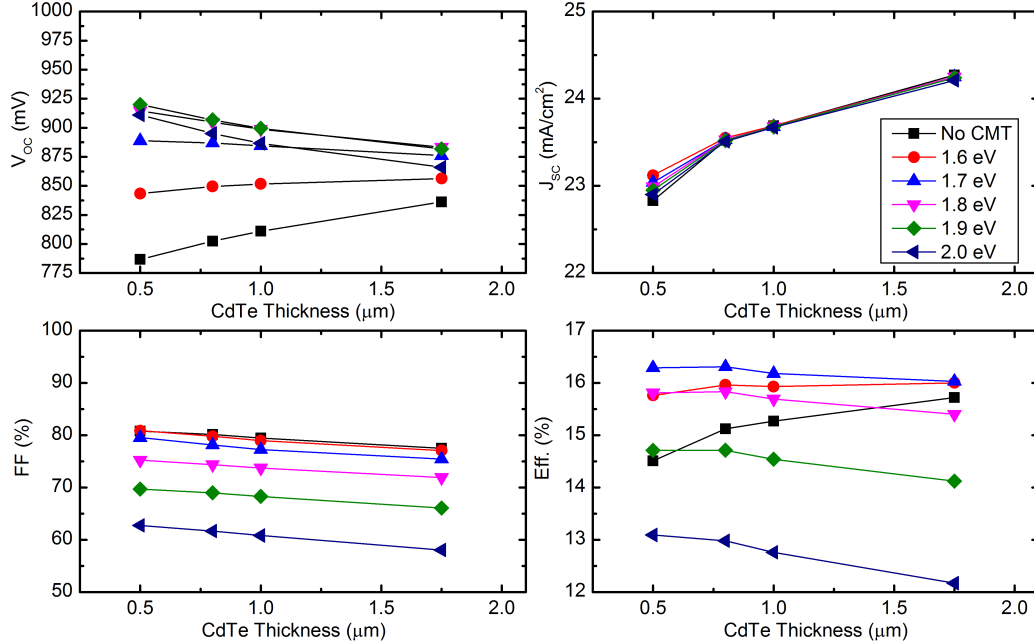 1000
975
950
925
900
875
850
825
800
775
V_OC (mV)
0.5 1.0 1.5 2.0
CdTe Thickness (μm)
25
24
23
22
J_SC (mA/cm²)
0.5 1.0 1.5 2.0
CdTe Thickness (μm)
No CMT
1.6 eV
1.7 eV
1.8 eV
1.9 eV
2.0 eV
100
90
80
70
60
50
FF (%)
0.5 1.0 1.5 2.0
CdTe Thickness (μm)
17
16
15
14
13
12
Eff. (%)
0.5 1.0 1.5 2.0
CdTe Thickness (μm)